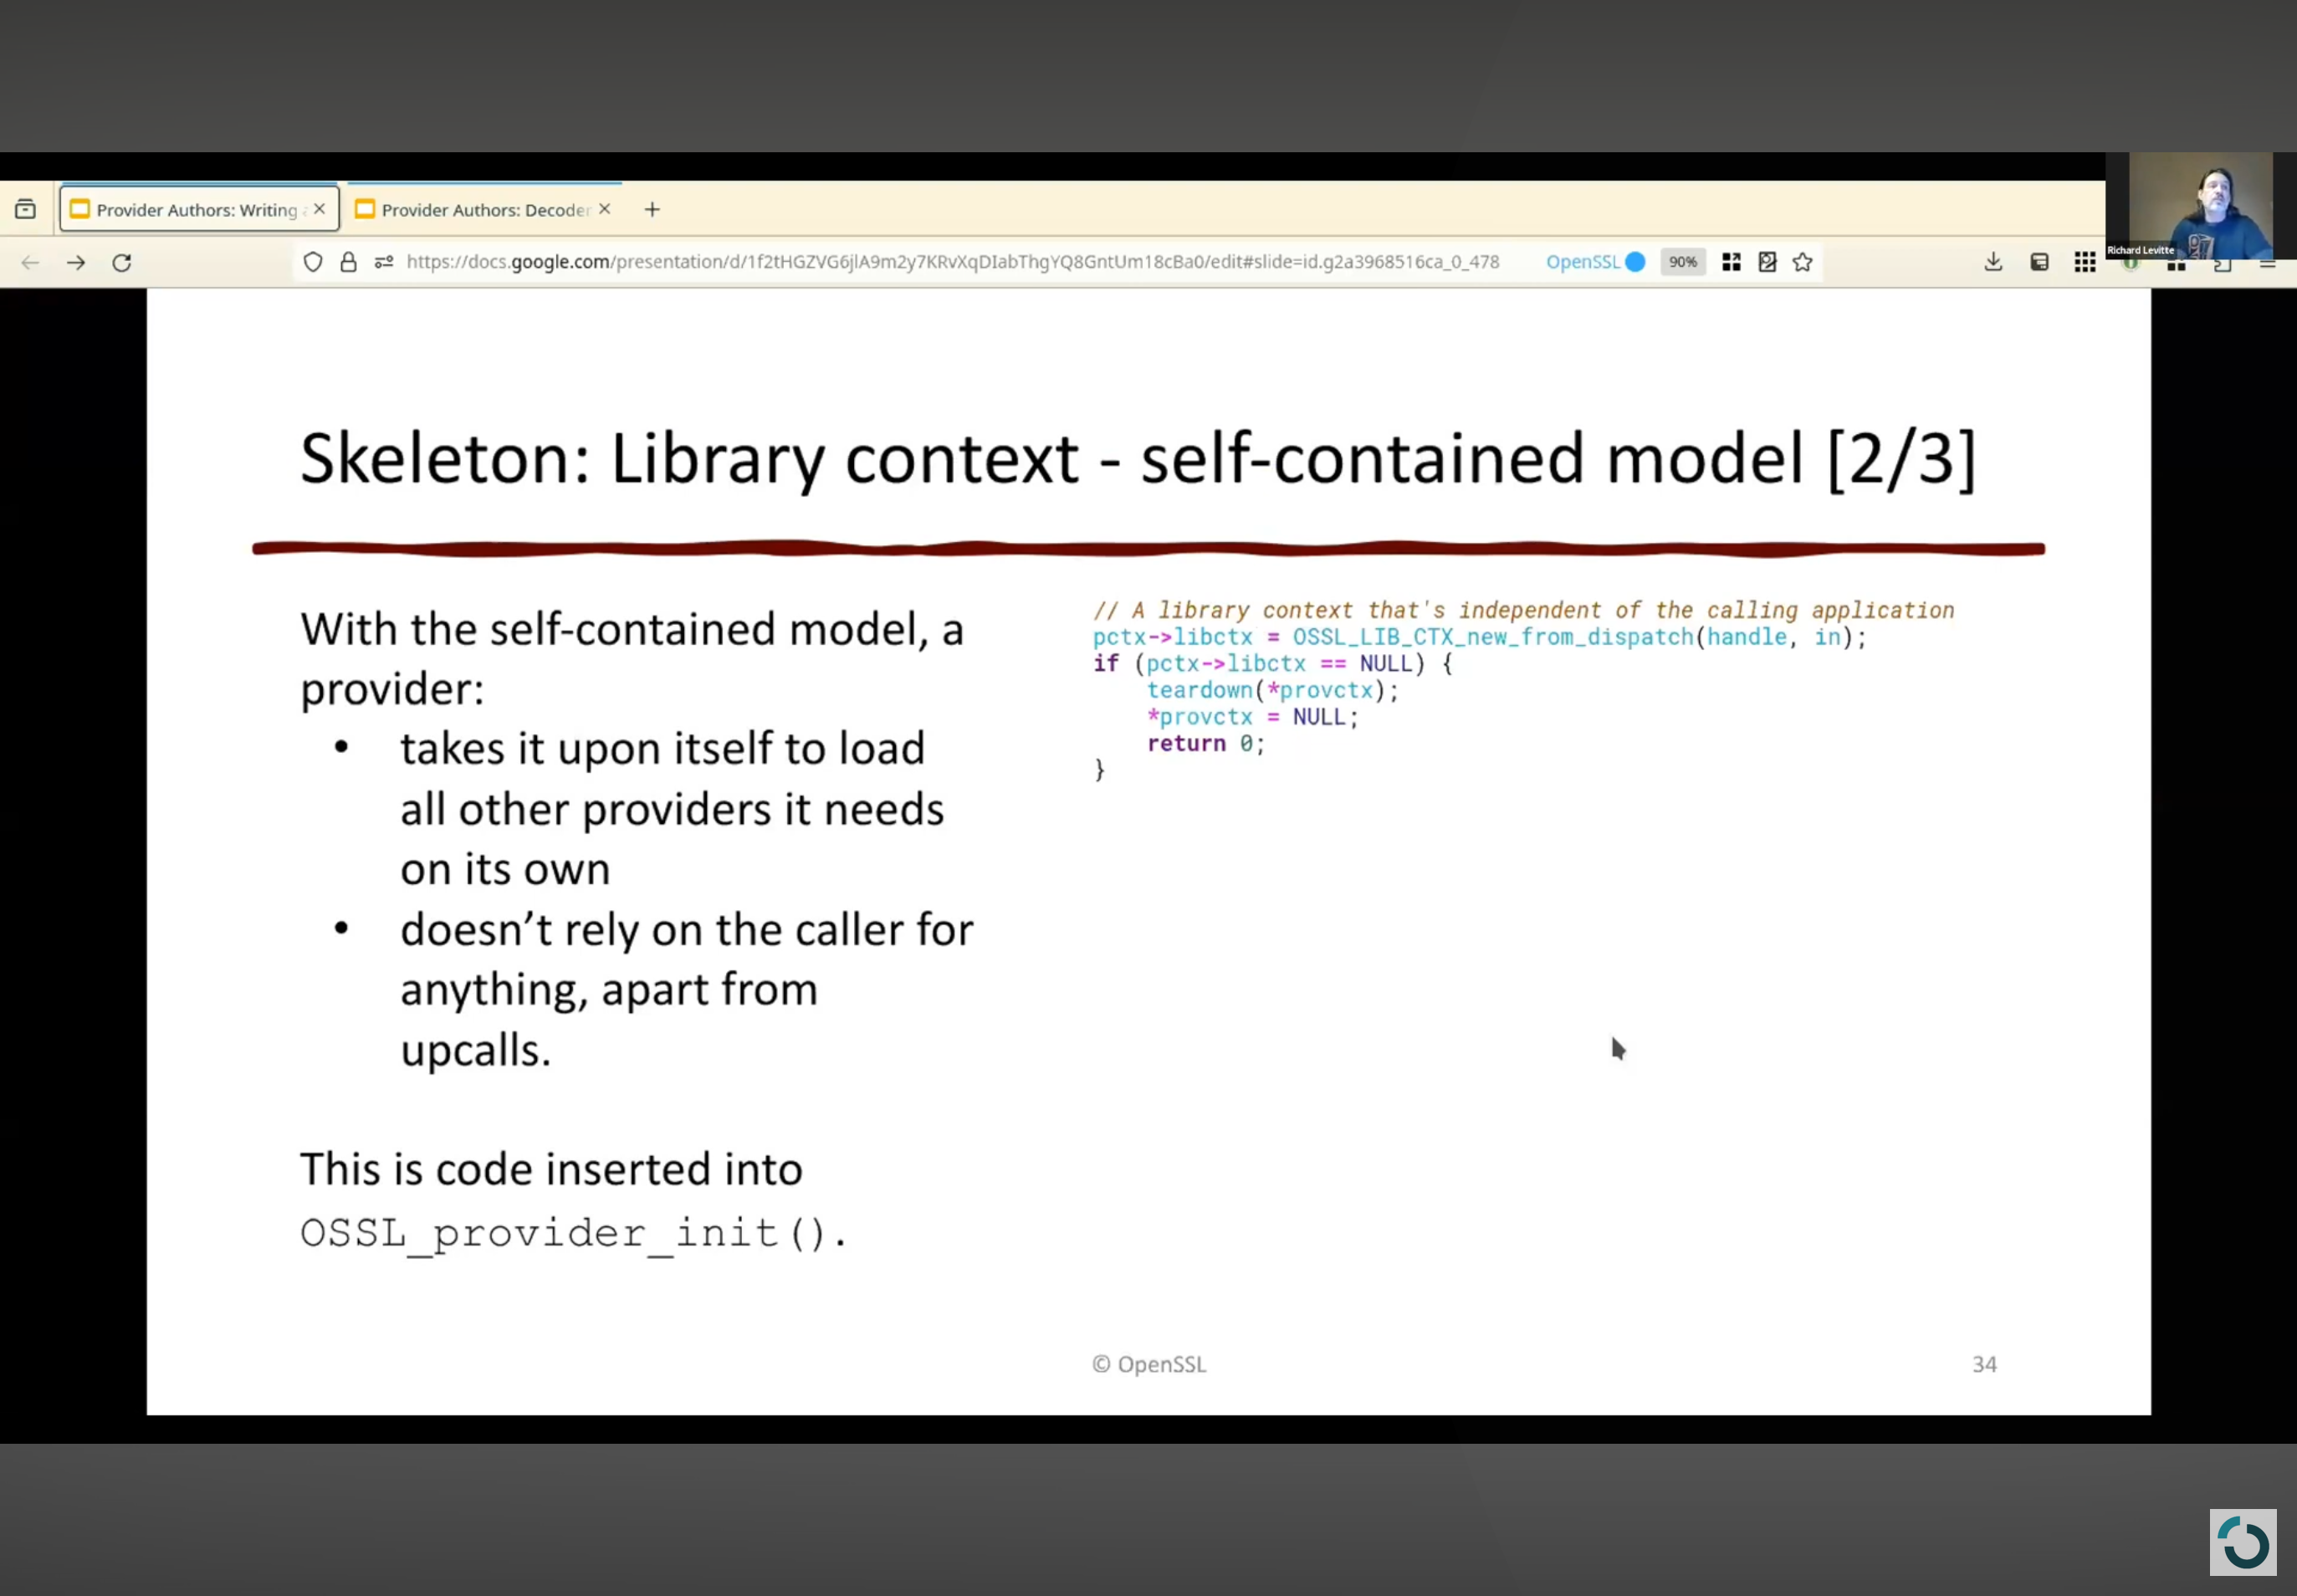 Provider Authors: Writing
Provider Authors: Decoder
https://docs.google.com/presentation/d/1f2tHGZVG6jlA9m2y7KRvXqDIabThgYQ8GntUm18cBa0/edit#slide=id.g2a3968516ca_0_478
OpenSSL
90%
Richard Levitte
Skeleton: Library context - self-contained model [2/3]
With the self-contained model, a
provider:
• takes it upon itself to load
all other providers it needs
on its own
• doesn’t rely on the caller for
anything, apart from
upcalls.
This is code inserted into
OSSL_provider_init().
// A library context that's independent of the calling application
pctx->libctx = OSSL_LIB_CTX_new_from_dispatch(handle, in);
if (pctx->libctx == NULL) {
    teardown(*provctx);
    *provctx = NULL;
    return 0;
}
© OpenSSL
34